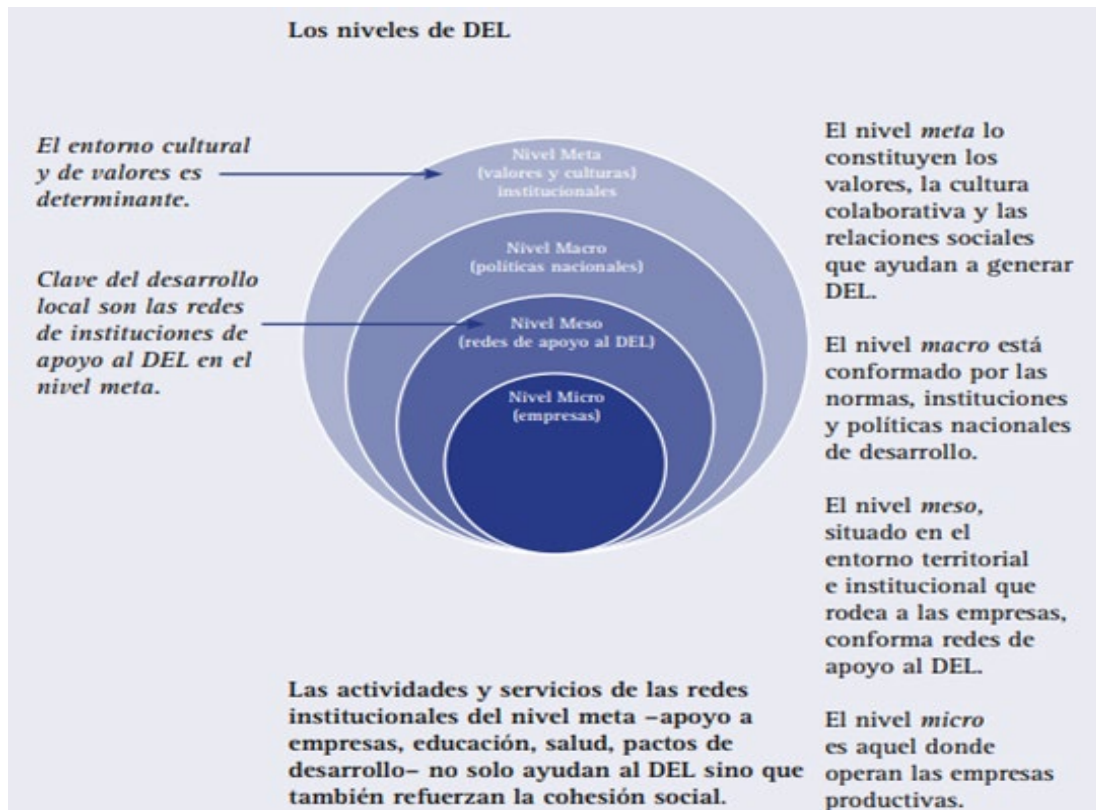 Los niveles de DEL
El entorno cultural
y de valores es
determinante.
Clave del desarrollo
local son las redes
de instituciones de
apoyo al DEL en el
nivel meta.
Nivel Meta
(valores y culturas)
institucionales
Nivel Macro
(políticas nacionales)
Nivel Meso
(redes de apoyo al DEL)
Nivel Micro
(empresas)
El nivel meta lo
constituyen los
valores, la cultura
colaborativa y las
relaciones sociales
que ayudan a generar
DEL.
El nivel macro está
conformado por las
normas, instituciones
y políticas nacionales
de desarrollo.
El nivel meso,
situado en el
entorno territorial
e institucional que
rodea a las empresas,
conforma redes de
apoyo al DEL.
El nivel micro
es aquel donde
operan las empresas
productivas.
Las actividades y servicios de las redes
institucionales del nivel meta –apoyo a
empresas, educación, salud, pactos de
desarrollo– no solo ayudan al DEL sino que
también refuerzan la cohesión social.